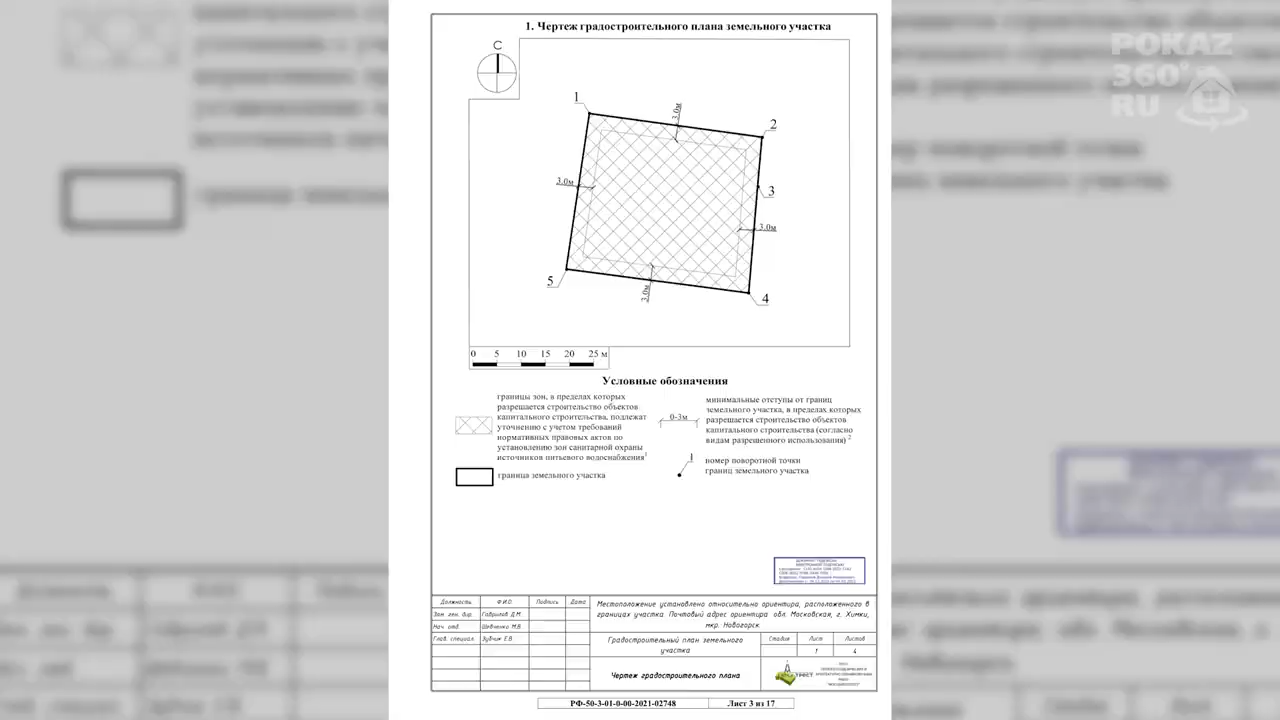 1. Чертеж градостроительного плана земельного участка
POKAZ
360°
RU
С
1
2
3
4
5
3.0м
3.0м
3.0м
3.0м
0 5 10 15 20 25 м
Условные обозначения
границы зон, в пределах которых
разрешается строительство объектов
капитального строительства, подлежат
уточнению с учетом требований
нормативных правовых актов по
установлению зон санитарной охраны
источников питьевого водоснабжения1
граница земельного участка
0-3м
минимальные отступы от границ
земельного участка, в пределах которых
разрешается строительство объектов
капитального строительства (согласно
видам разрешенного использования) 2
1
номер поворотной точки
границ земельного участка
Должность Ф.И.О. Подпись Дата
Зам. ген. дир. Гаврилов Д.М.
Нач. отд. Шевченко М.В.
Глав. специал. Зубчик Е.В.
Местоположение установлено относительно ориентира, расположенного в
границах участка. Почтовый адрес ориентира: обл. Московская, г. Химки,
мкр. Новогорск
Градостроительный план земельного
участка
Стадия Лист Листов
1 4
Чертеж градостроительного плана
РФ-50-3-01-0-00-2021-02748 Лист 3 из 17